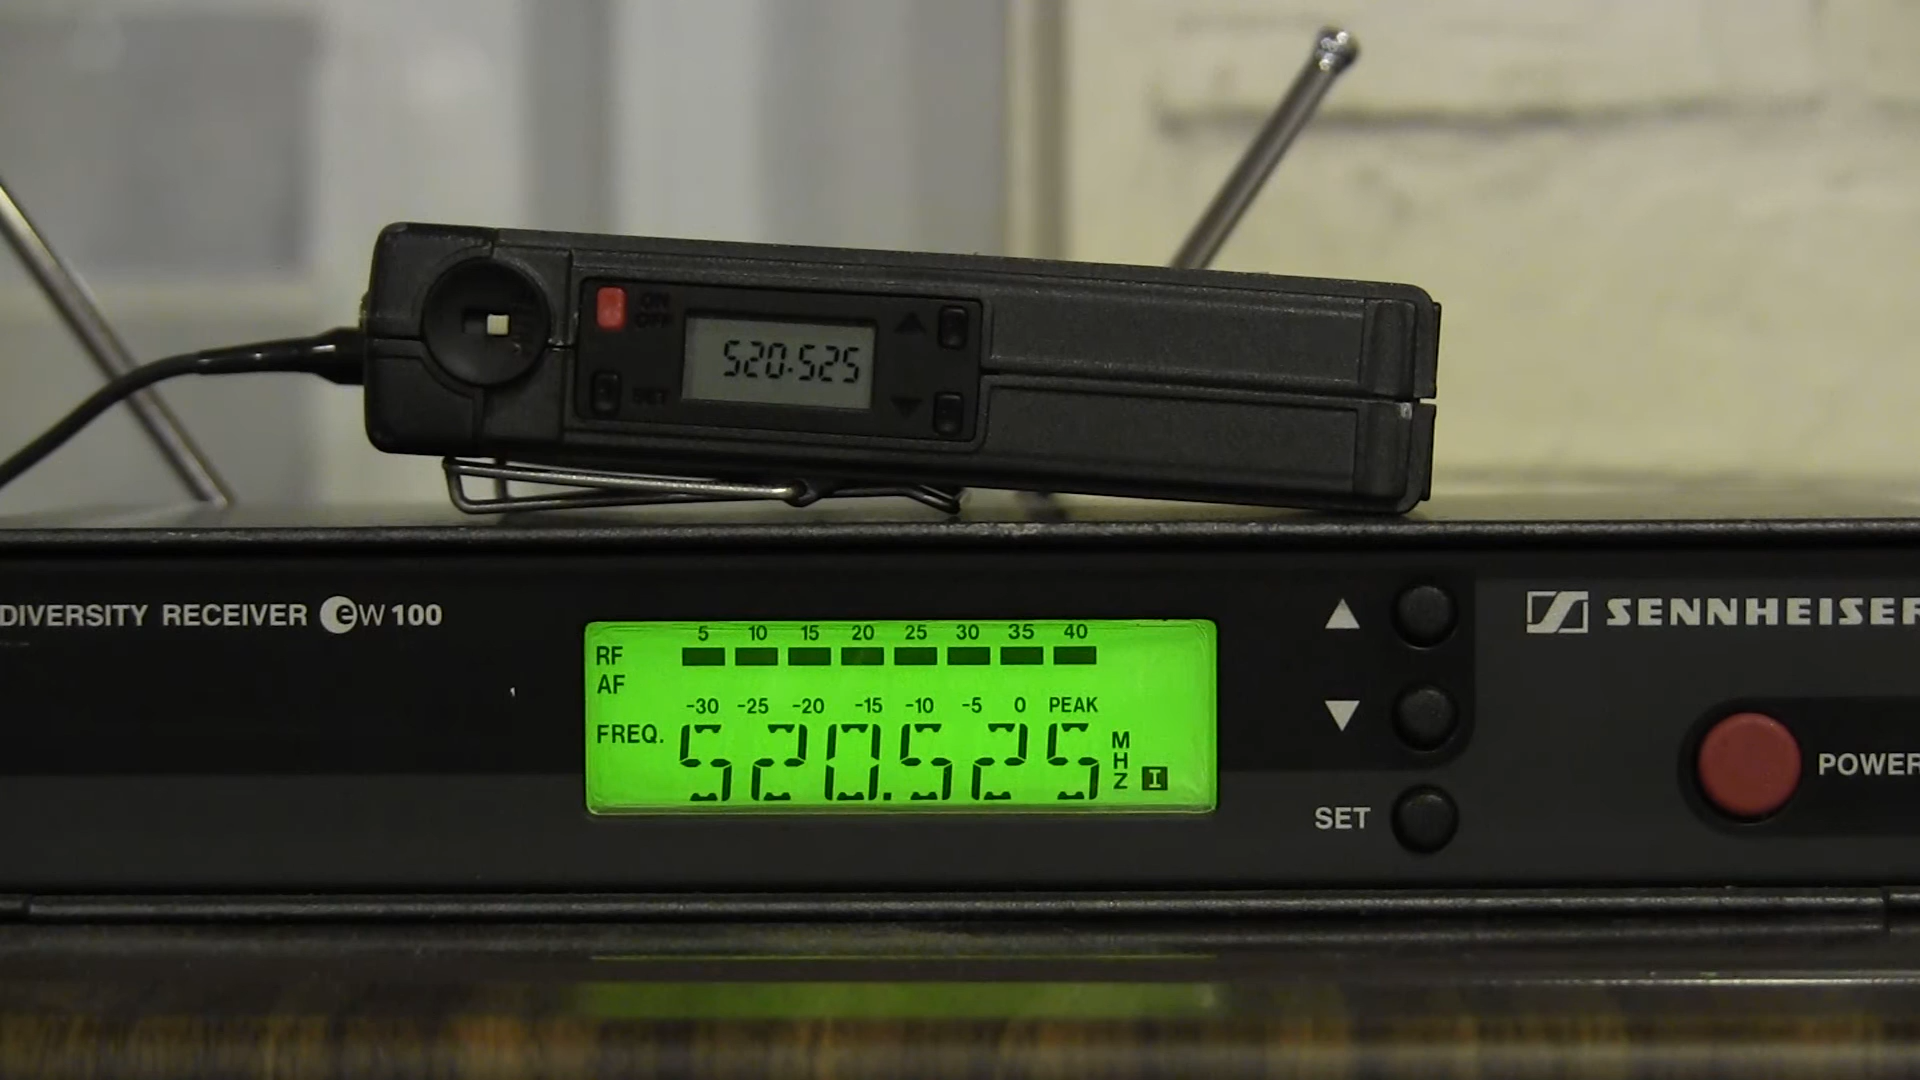 ON
OFF
520.525
SET
DIVERSITY RECEIVER ew 100
SENNHEISER
5 10 15 20 25 30 35 40
RF
AF
-30 -25 -20 -15 -10 -5 0 PEAK
FREQ. 520.525 MHZ I
POWER
SET